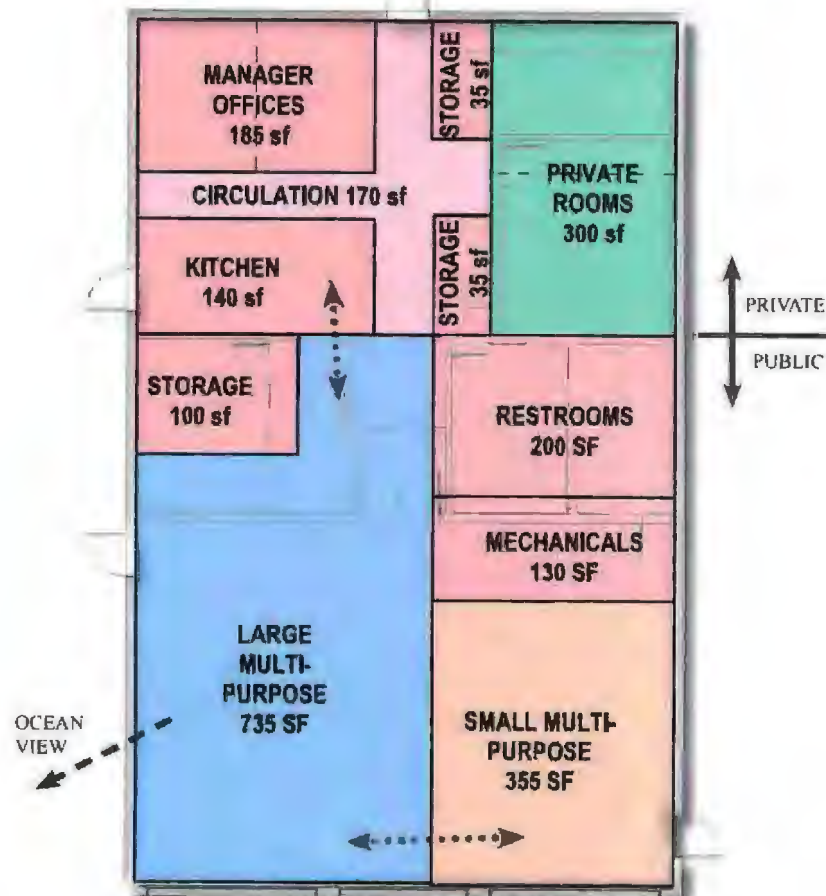 MANAGER
OFFICES
185 sf
STORAGE
35 sf
PRIVATE
ROOMS
300 sf
CIRCULATION 170 sf
KITCHEN
140 sf
STORAGE
35 sf
PRIVATE
PUBLIC
STORAGE
100 sf
RESTROOMS
200 SF
MECHANICALS
130 SF
LARGE
MULTI-
PURPOSE
735 SF
OCEAN
VIEW
SMALL MULTI-
PURPOSE
355 SF